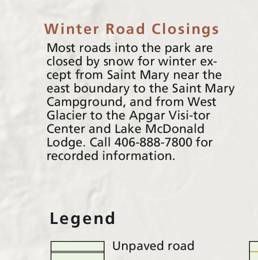 Winter Road Closings
Most roads into the park are
closed by snow for winter ex-
cept from Saint Mary near the
east boundary to the Saint Mary
Campground, and from West
Glacier to the Apgar Visi-tor
Center and Lake McDonald
Lodge. Call 406-888-7800 for
recorded information.
Legend
Unpaved road